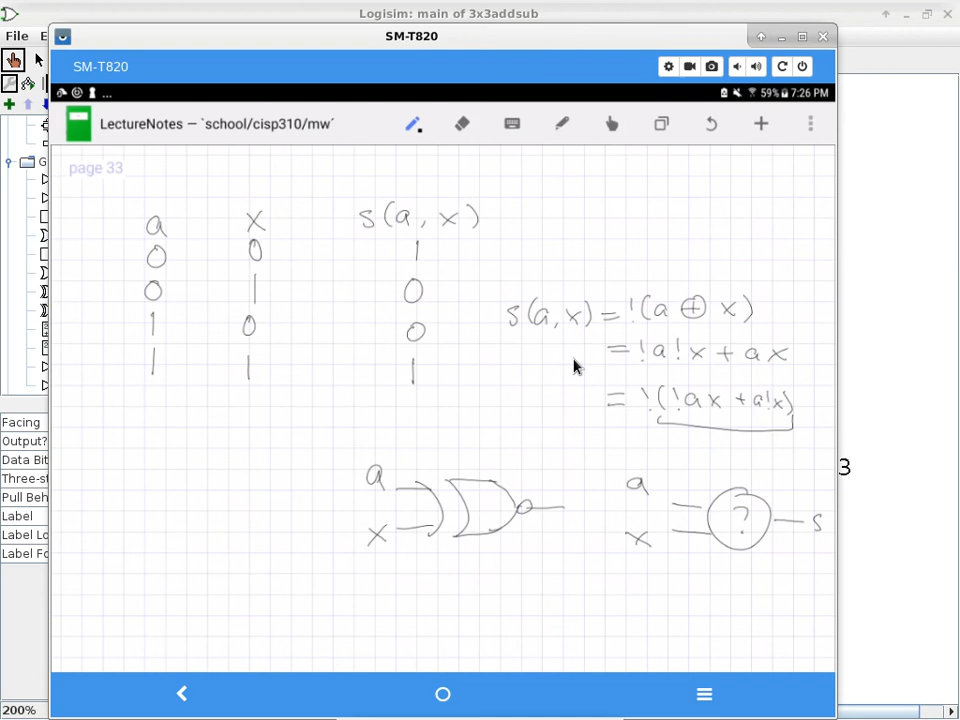 Logisim: main of 3x3addsub
File E
SM-T820
SM-T820
... 59% 7:26 PM
LectureNotes – `school/cisp310/mw´
page 33
a x s(a, x)
0 0 1
0 1 0
1 0 0
1 1 1
s(a,x) = !(a ⊕ x)
= !a!x + ax
= !(!ax + a!x)
a
x
a
x
? s
G
Facing
Output?
Data Bit
Three-st
Pull Beh
Label
Label Lo
Label Fo
3
200%